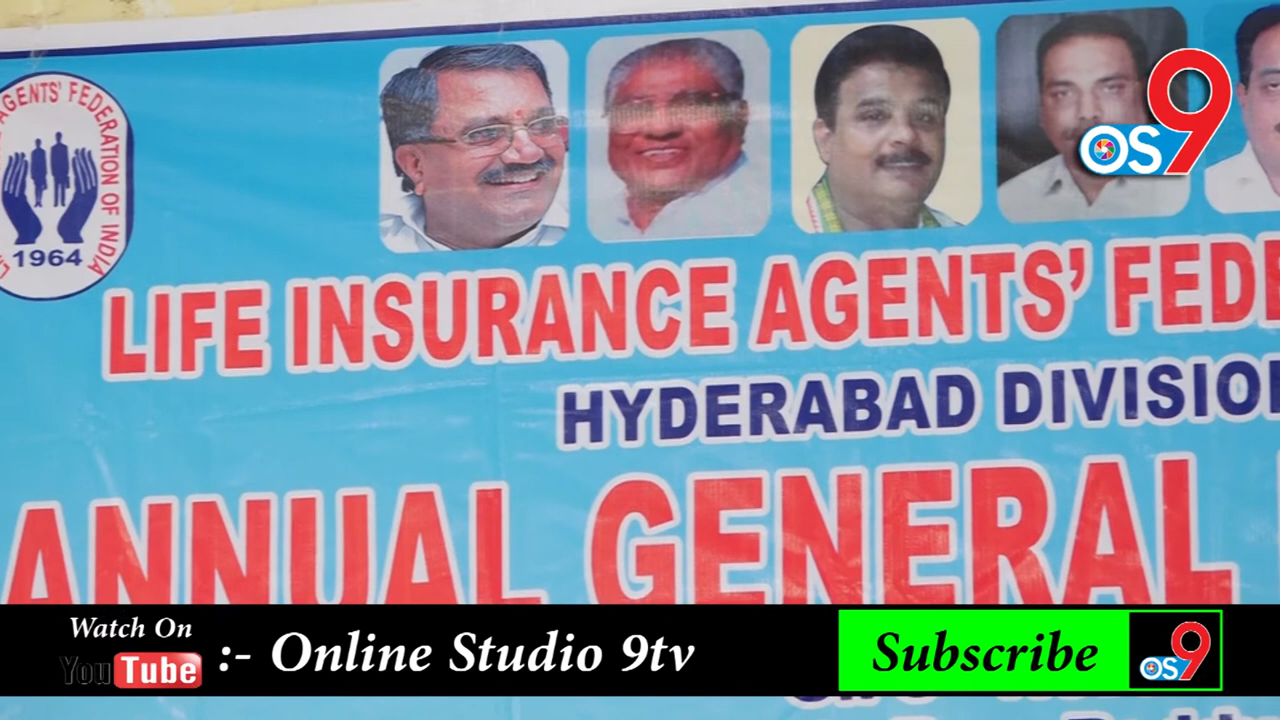 AGENTS' FEDERATION OF INDIA
1964
OS9
LIFE INSURANCE AGENTS' FEDE
HYDERABAD DIVISION
ANNUAL GENERAL
Watch On
YouTube :- Online Studio 9tv
Subscribe
OS9